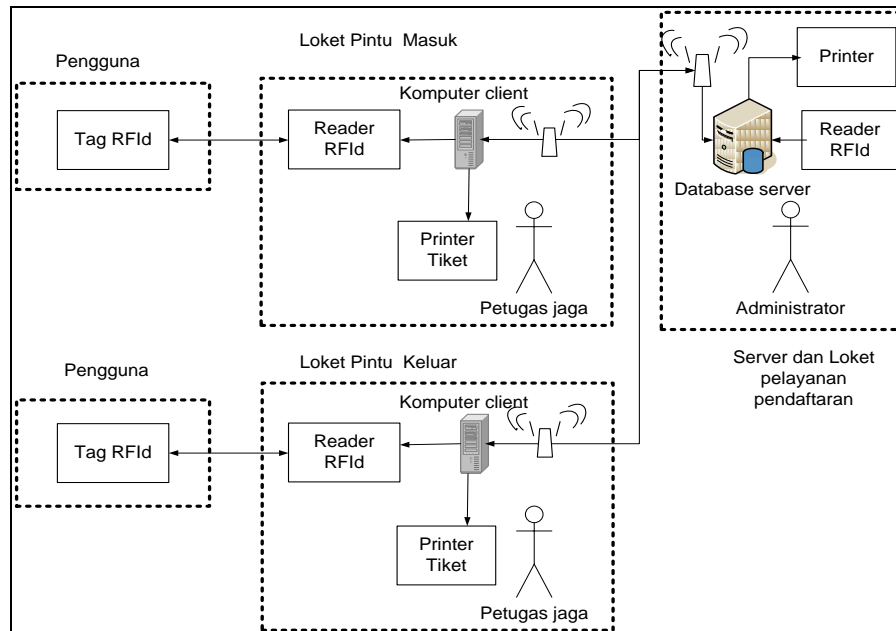 Pengguna
Tag RFId
Loket Pintu Masuk
Komputer client
Reader
RFId
Printer
Tiket
Petugas jaga
Printer
Reader
RFId
Database server
Administrator
Server dan Loket
pelayanan
pendaftaran
Pengguna
Tag RFId
Loket Pintu Keluar
Komputer client
Reader
RFId
Printer
Tiket
Petugas jaga